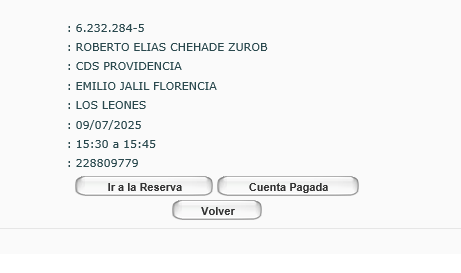 : 6.232.284-5
: ROBERTO ELIAS CHEHADE ZUROB
: CDS PROVIDENCIA
: EMILIO JALIL FLORENCIA
: LOS LEONES
: 09/07/2025
: 15:30 a 15:45
: 228809779
Ir a la Reserva Cuenta Pagada
Volver